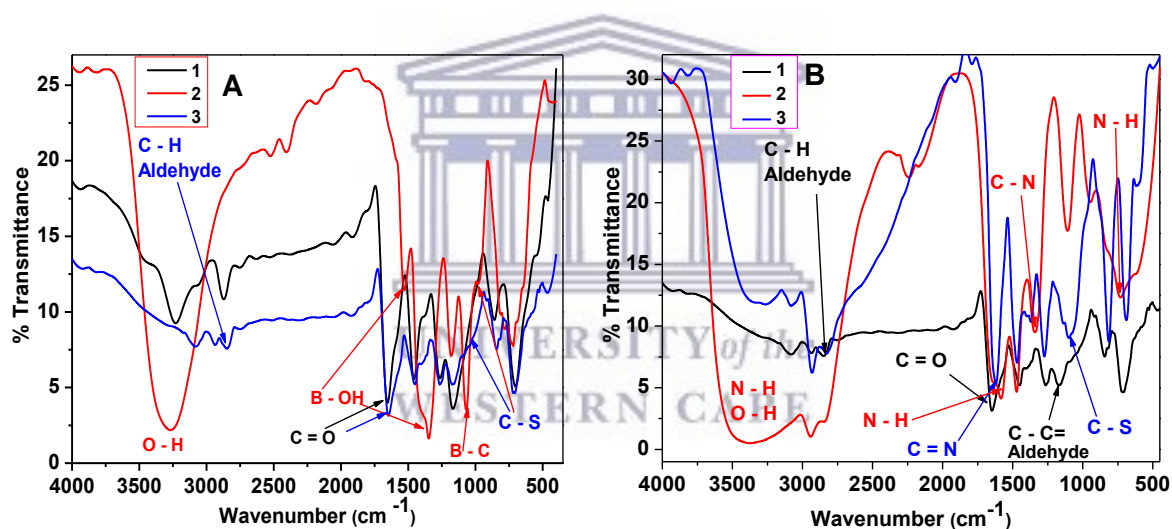 A
1
2
3
25
20
15
10
5
0
% Transmittance
C - H
Aldehyde
O - H
B - OH
C = O
B - C
C - S
4000 3500 3000 2500 2000 1500 1000 500
Wavenumber (cm -1)
B
1
2
3
30
25
20
15
10
5
0
% Transmittance
C - H
Aldehyde
N - H
C - N
C = O
N - H
O - H
N - H
C = N
C - C=
Aldehyde
C - S
4000 3500 3000 2500 2000 1500 1000 500
Wavenumber (cm-1)
UNIVERSITY of the
WESTERN CAPE